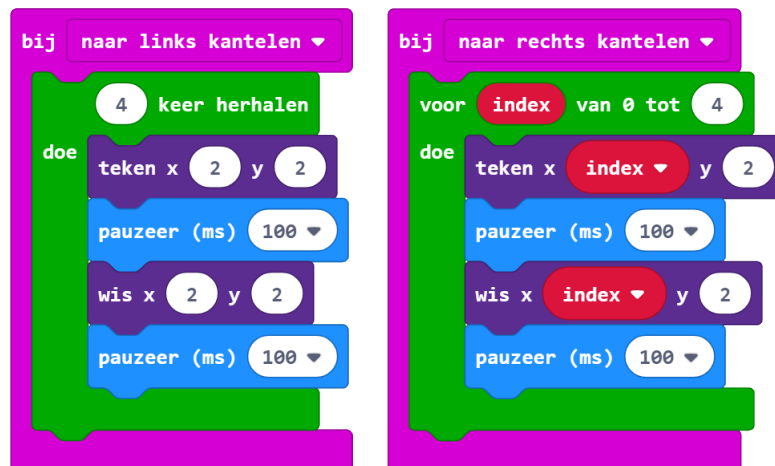 bij naar links kantelen
4 keer herhalen
doe
teken x 2 y 2
pauzeer (ms) 100
wis x 2 y 2
pauzeer (ms) 100
bij naar rechts kantelen
voor index van 0 tot 4
doe
teken x index y 2
pauzeer (ms) 100
wis x index y 2
pauzeer (ms) 100